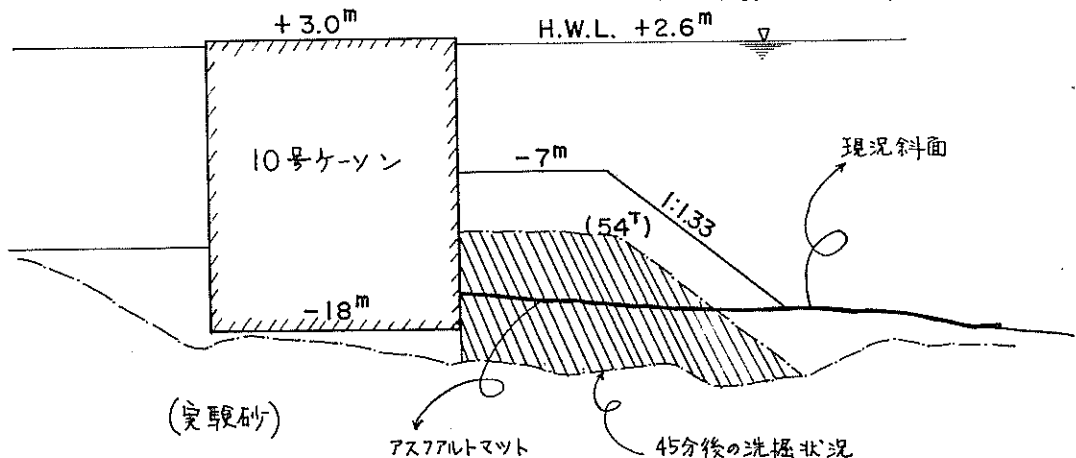 +3.0m
H.W.L. +2.6m
10号ケーソン
-7m
現況斜面
1:1.33
(54T)
-18m
(実験砂)
アスファルトマット
45分後の洗掘状況